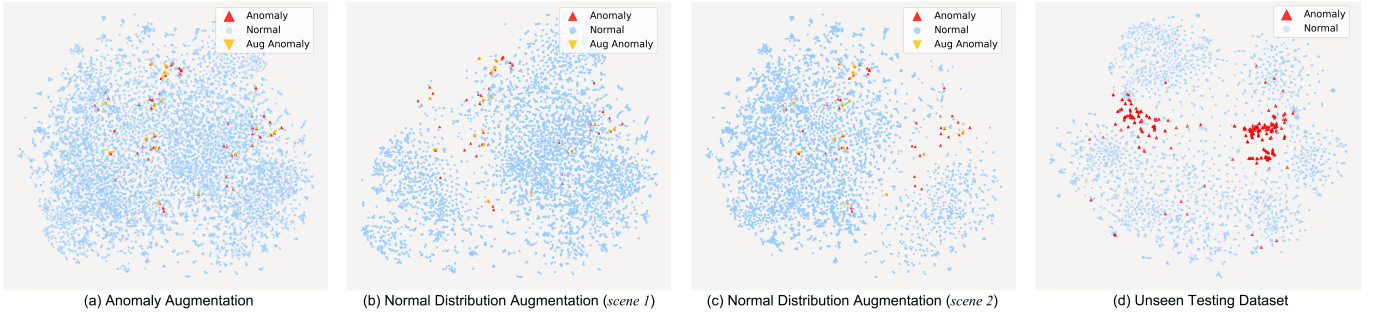 Anomaly
Normal
Aug Anomaly
Anomaly
Normal
Aug Anomaly
Anomaly
Normal
Aug Anomaly
Anomaly
Normal
(a) Anomaly Augmentation
(b) Normal Distribution Augmentation (scene 1)
(c) Normal Distribution Augmentation (scene 2)
(d) Unseen Testing Dataset